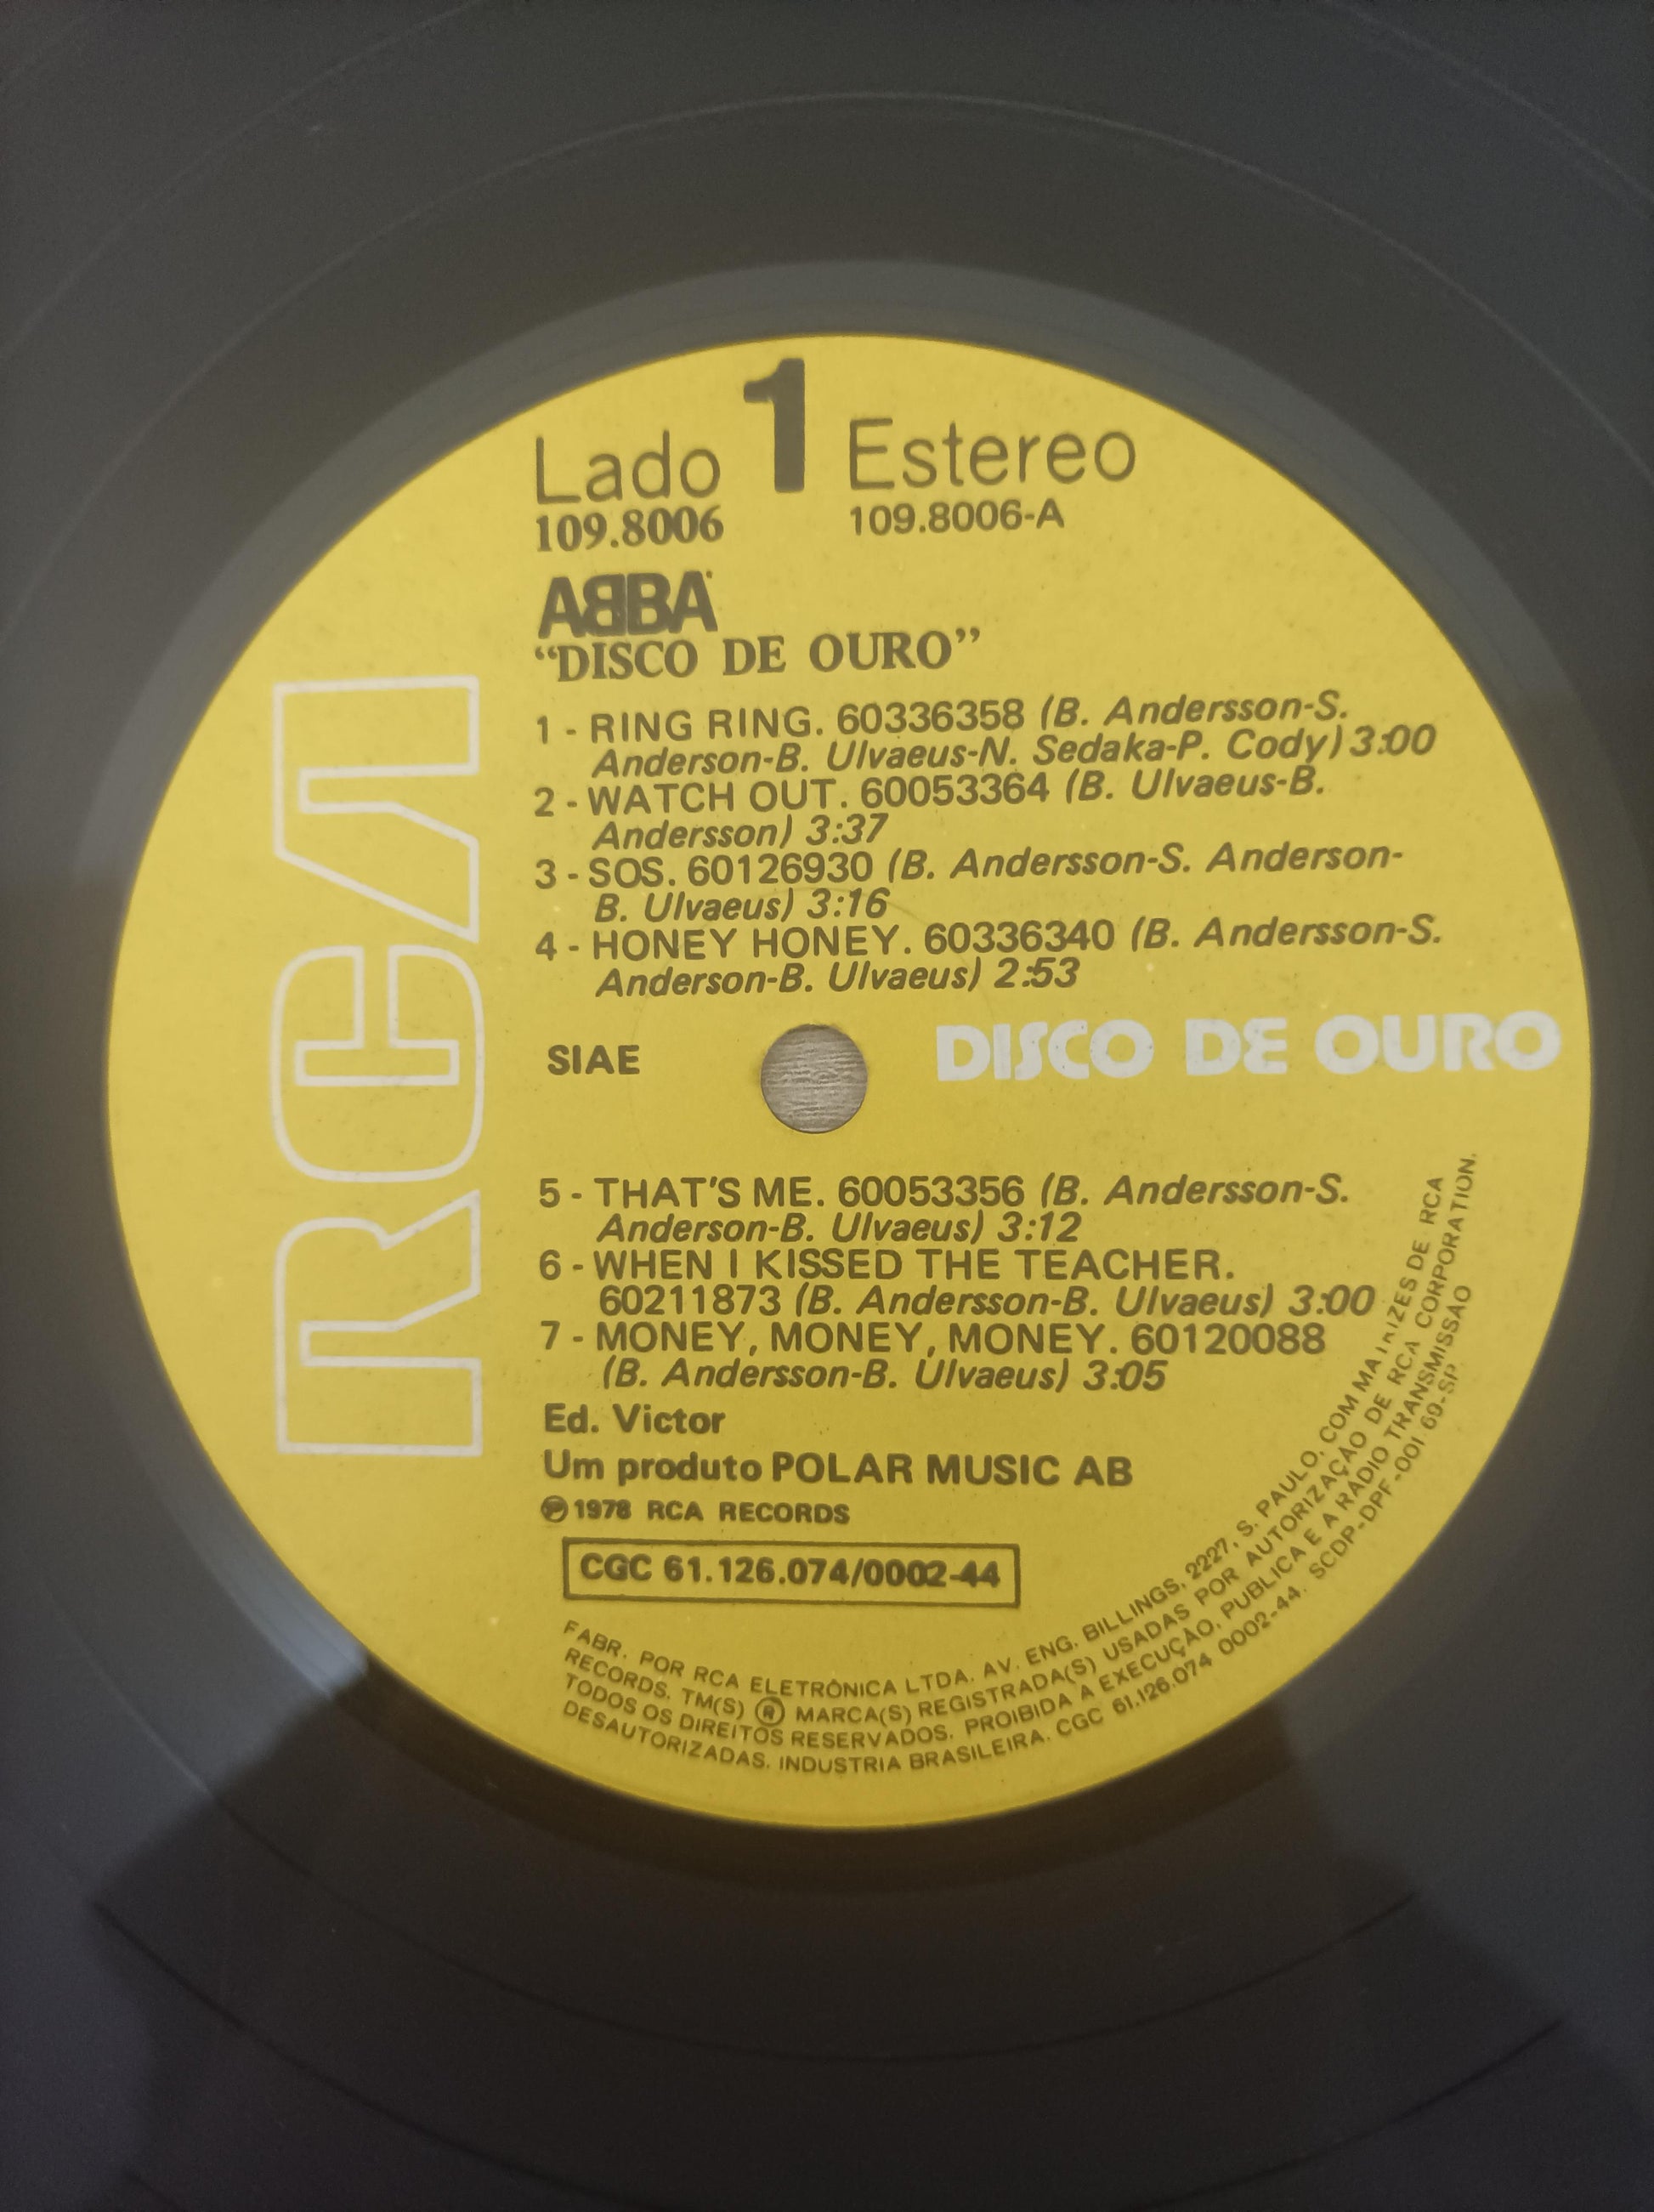 Lado 1 Estereo
109.8006 109.8006-A
ABBA
“DISCO DE OURO”
1 - RING RING. 60336358 (B. Andersson-S.
Anderson-B. Ulvaeus-N. Sedaka-P. Cody) 3:00
2 - WATCH OUT. 60053364 (B. Ulvaeus-B.
Andersson) 3:37
3 - SOS. 60126930 (B. Andersson-S. Anderson-
B. Ulvaeus) 3:16
4 - HONEY HONEY. 60336340 (B. Andersson-S.
Anderson-B. Ulvaeus) 2:53
RCA
SIAE DISCO DE OURO
5 - THAT'S ME. 60053356 (B. Andersson-S.
Anderson-B. Ulvaeus) 3:12
6 - WHEN I KISSED THE TEACHER.
60211873 (B. Andersson-B. Ulvaeus) 3:00
7 - MONEY, MONEY, MONEY. 60120088
(B. Andersson-B. Ulvaeus) 3:05
Ed. Victor
Um produto POLAR MUSIC AB
℗ 1978 RCA RECORDS
CGC 61.126.074/0002-44
FABR. POR RCA ELETRÔNICA LTDA. AV. ENG. BILLINGS, 2227, S. PAULO, COM MATRIZES DE RCA
RECORDS. TM(S) ® MARCA(S) REGISTRADA(S) USADAS POR AUTORIZAÇÃO DE RCA CORPORATION.
TODOS OS DIREITOS RESERVADOS. PROIBIDA A EXECUÇÃO, PUBLICA E A RÁDIO TRANSMISSÃO
DESAUTORIZADAS. INDUSTRIA BRASILEIRA. CGC 61.126.074 0002-44. SCDP-DPF-001 69-SP